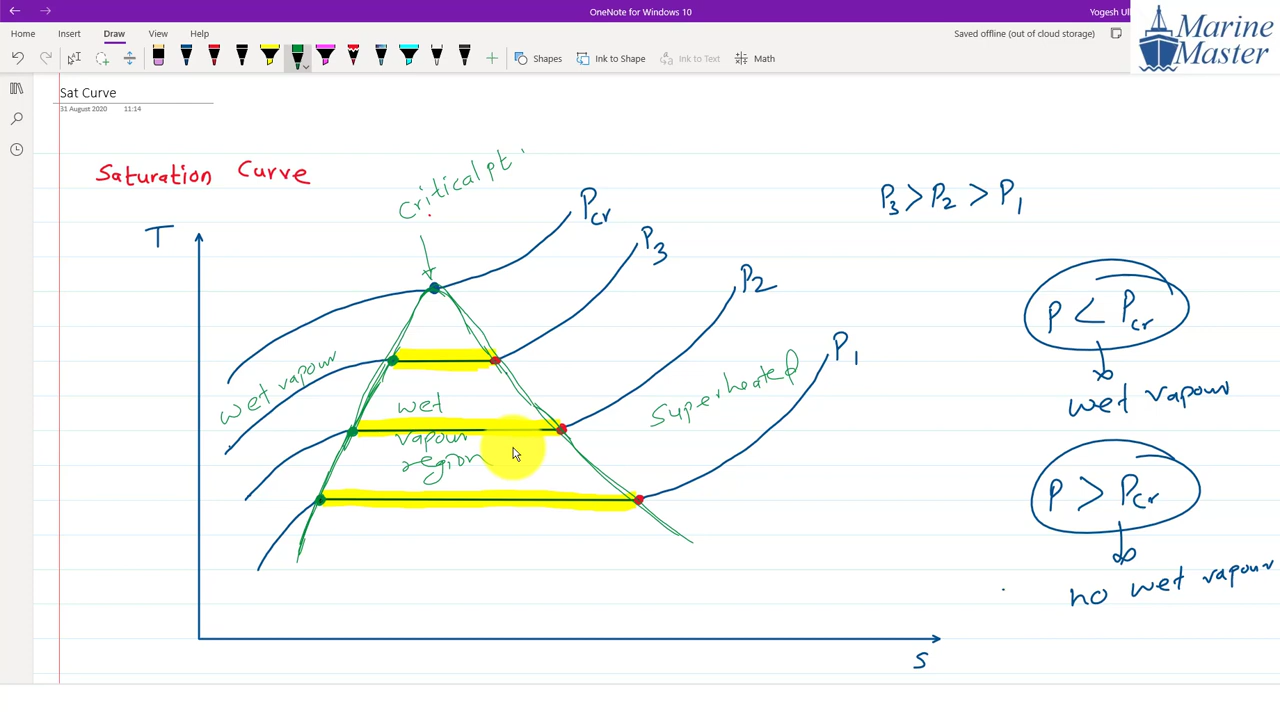 OneNote for Windows 10
Yogesh Ull
Marine
Master
Home Insert Draw View Help
Saved offline (out of cloud storage)
Shapes Ink to Shape Ink to Text Math
Sat Curve
31 August 2020 11:14
Saturation Curve
Critical pt.
Pcr
P3 > P2 > P1
T
P3
P2
P < Pcr
P1
wet vapour
superheated
wet
vapour
region
wet vapour
P > Pcr
no wet vapour
s